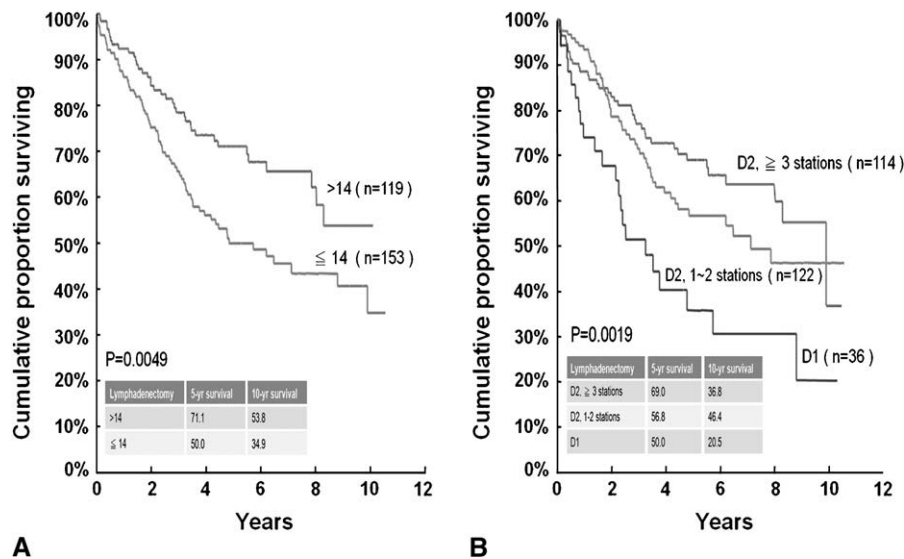 100%
90%
80%
70%
60%
50%
40%
30%
20%
10%
0%
Cumulative proportion surviving
>14 ( n=119)
≦ 14 ( n=153)
P=0.0049
Lymphadenectomy 5-yr survival 10-yr survival
>14 71.1 53.8
≦ 14 50.0 34.9
0 2 4 6 8 10 12
Years
A
100%
90%
80%
70%
60%
50%
40%
30%
20%
10%
0%
Cumulative proportion surviving
D2, ≧ 3 stations ( n=114)
D2, 1~2 stations ( n=122)
D1 ( n=36)
P=0.0019
Lymphadenectomy 5-yr survival 10-yr survival
D2, ≧ 3 stations 69.0 36.8
D2, 1-2 stations 56.8 46.4
D1 50.0 20.5
0 2 4 6 8 10 12
Years
B